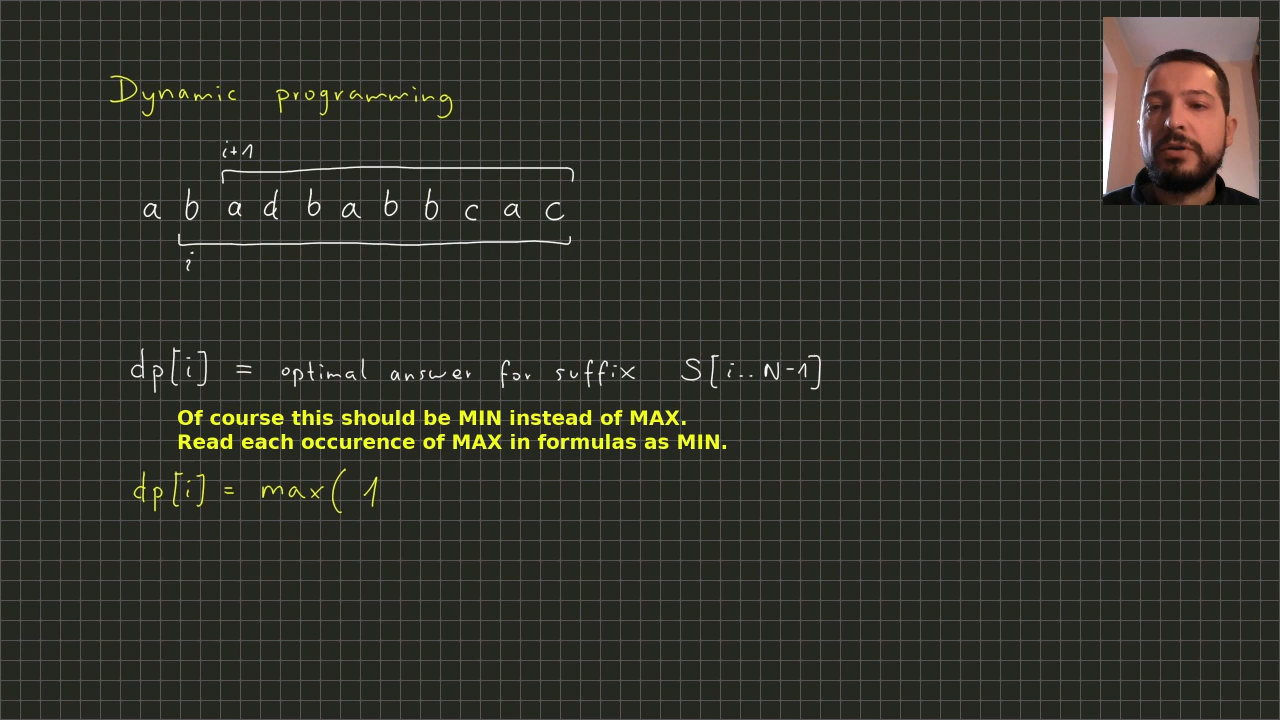 Dynamic programming
i+1
a b a d b a b b c a c
i
dp[i] = optimal answer for suffix S[i..N-1]
Of course this should be MIN instead of MAX.
Read each occurence of MAX in formulas as MIN.
dp[i] = max( 1